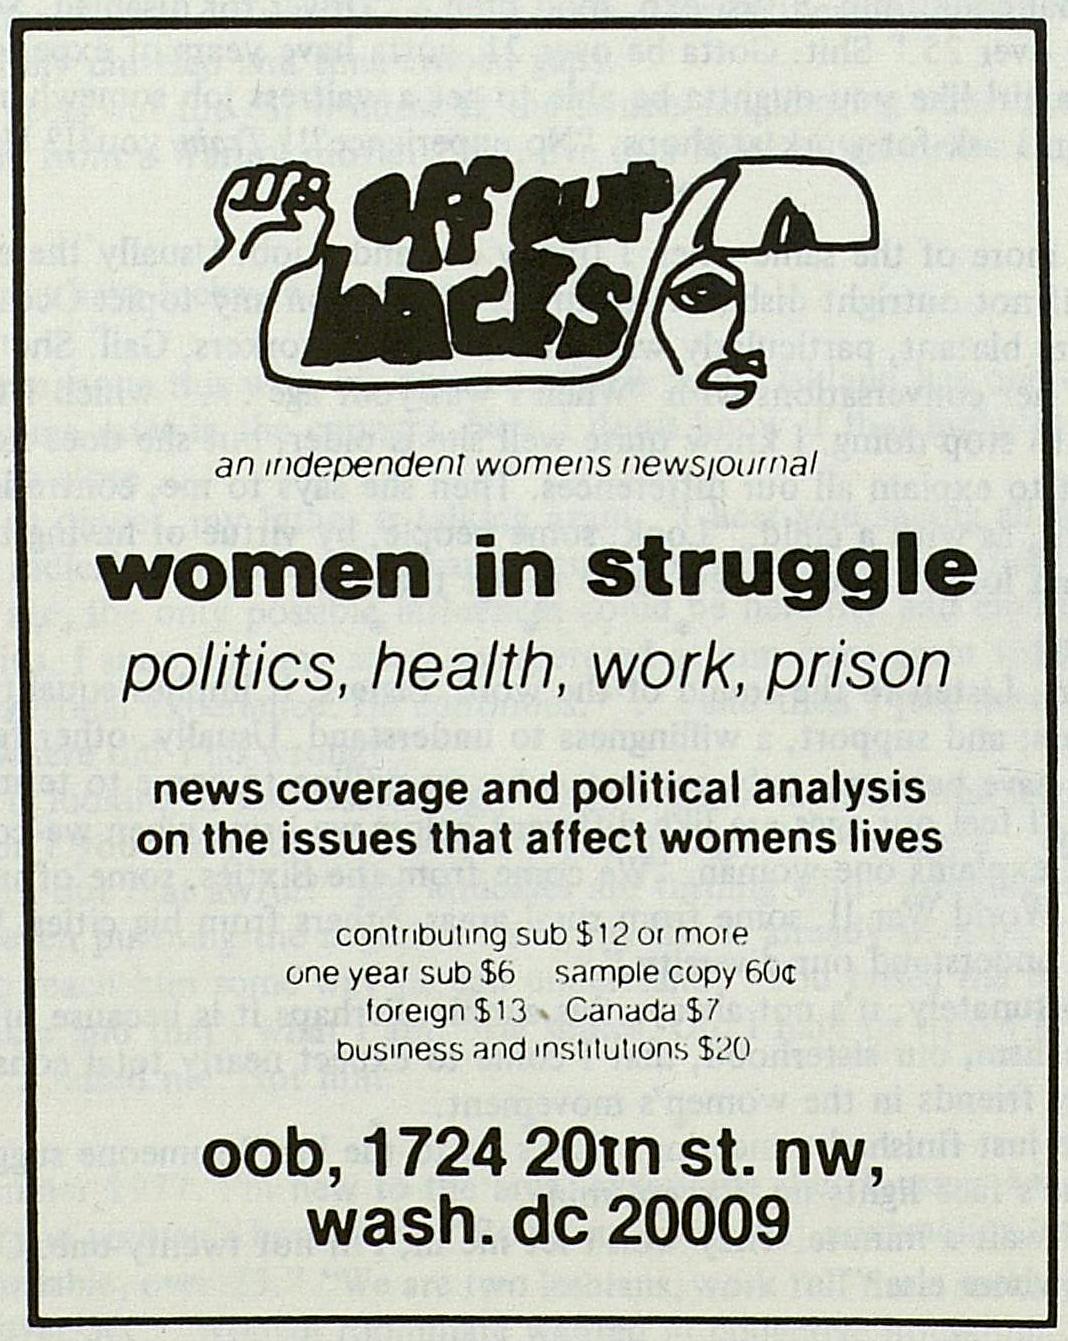 off our
backs
an independent womens newsjournal
women in struggle
politics, health, work, prison
news coverage and political analysis
on the issues that affect womens lives
contributing sub $12 or more
one year sub $6 sample copy 60¢
foreign $13 Canada $7
business and institutions $20
oob, 1724 20th st. nw,
wash. dc 20009